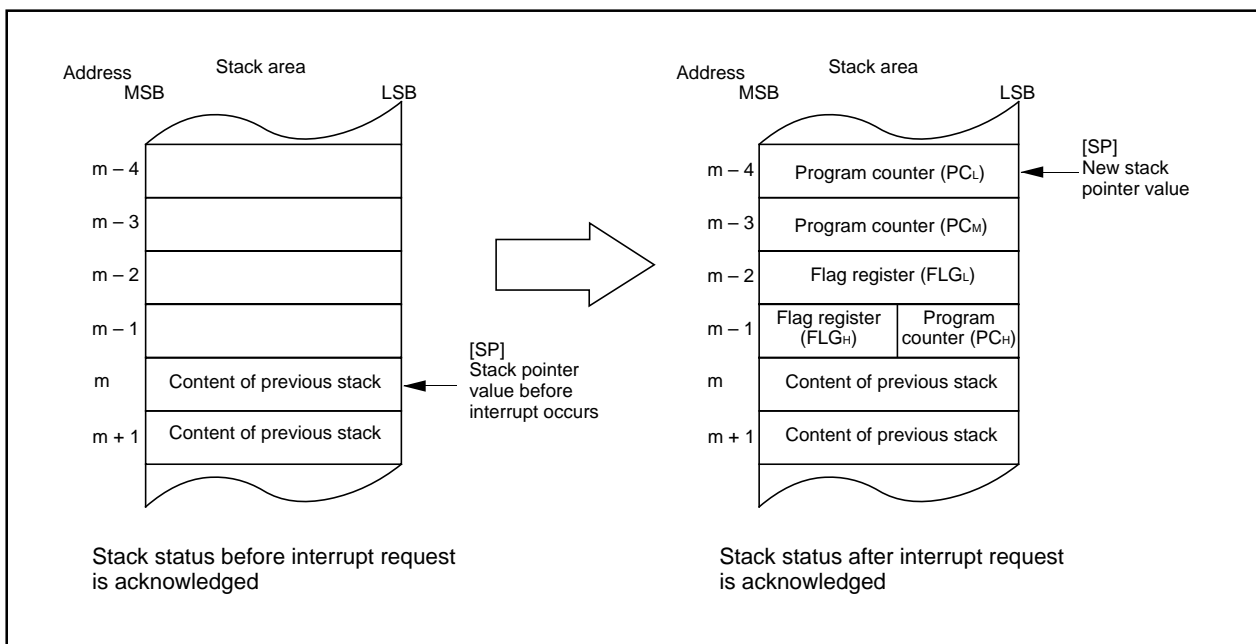 Address
Stack area
MSB
LSB
m – 4
m – 3
m – 2
m – 1
m
Content of previous stack
m + 1
Content of previous stack
[SP]
Stack pointer
value before
interrupt occurs
Stack status before interrupt request
is acknowledged
Address
Stack area
MSB
LSB
m – 4
Program counter (PCL)
[SP]
New stack
pointer value
m – 3
Program counter (PCM)
m – 2
Flag register (FLGL)
m – 1
Flag register
(FLGH)
Program
counter (PCH)
m
Content of previous stack
m + 1
Content of previous stack
Stack status after interrupt request
is acknowledged